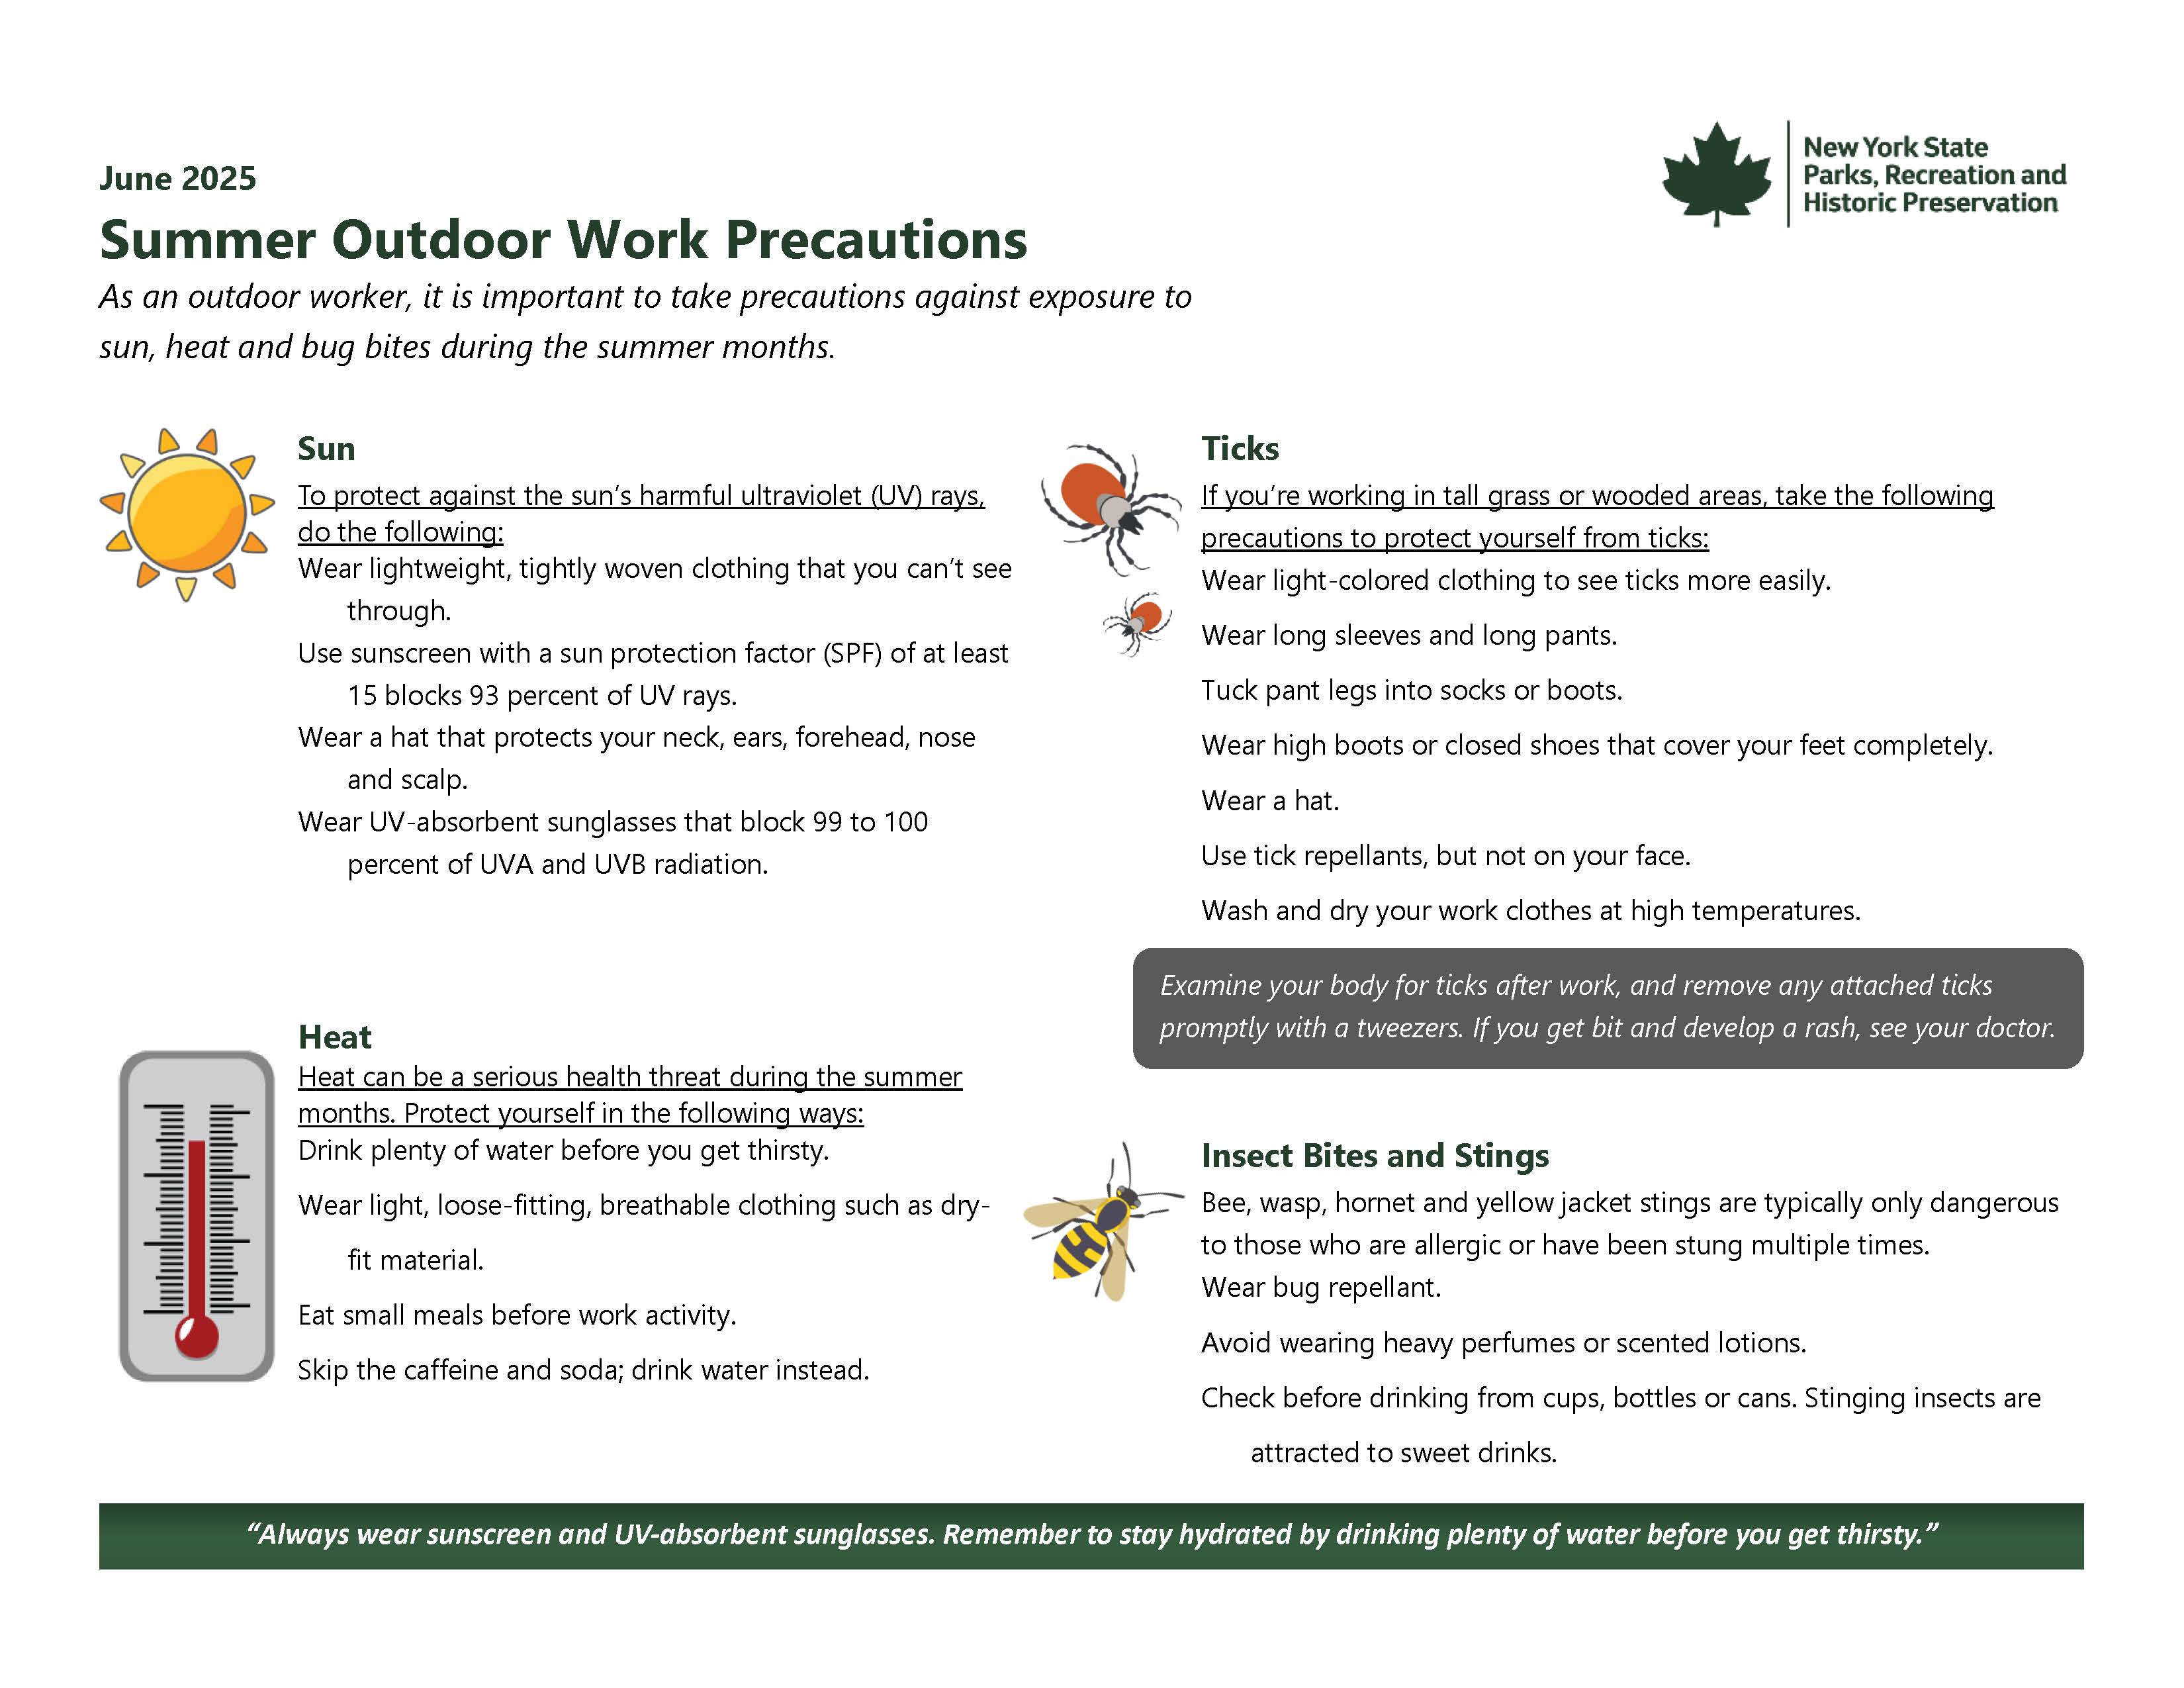 June 2025
Summer Outdoor Work Precautions
As an outdoor worker, it is important to take precautions against exposure to
sun, heat and bug bites during the summer months.
New York State
Parks, Recreation and
Historic Preservation
Sun
To protect against the sun’s harmful ultraviolet (UV) rays,
do the following:
Wear lightweight, tightly woven clothing that you can’t see
through.
Use sunscreen with a sun protection factor (SPF) of at least
15 blocks 93 percent of UV rays.
Wear a hat that protects your neck, ears, forehead, nose
and scalp.
Wear UV-absorbent sunglasses that block 99 to 100
percent of UVA and UVB radiation.
Heat
Heat can be a serious health threat during the summer
months. Protect yourself in the following ways:
Drink plenty of water before you get thirsty.
Wear light, loose-fitting, breathable clothing such as dry-
fit material.
Eat small meals before work activity.
Skip the caffeine and soda; drink water instead.
Ticks
If you’re working in tall grass or wooded areas, take the following
precautions to protect yourself from ticks:
Wear light-colored clothing to see ticks more easily.
Wear long sleeves and long pants.
Tuck pant legs into socks or boots.
Wear high boots or closed shoes that cover your feet completely.
Wear a hat.
Use tick repellants, but not on your face.
Wash and dry your work clothes at high temperatures.
Examine your body for ticks after work, and remove any attached ticks
promptly with a tweezers. If you get bit and develop a rash, see your doctor.
Insect Bites and Stings
Bee, wasp, hornet and yellow jacket stings are typically only dangerous
to those who are allergic or have been stung multiple times.
Wear bug repellant.
Avoid wearing heavy perfumes or scented lotions.
Check before drinking from cups, bottles or cans. Stinging insects are
attracted to sweet drinks.
“Always wear sunscreen and UV-absorbent sunglasses. Remember to stay hydrated by drinking plenty of water before you get thirsty.”